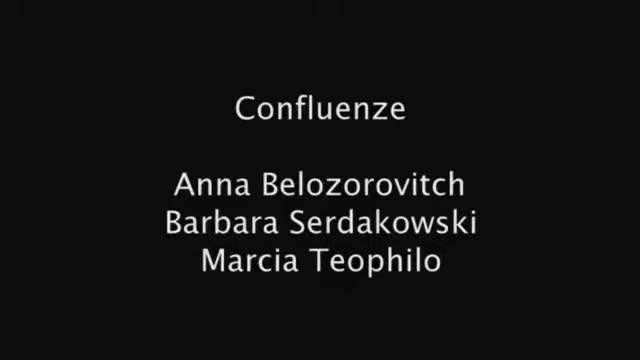 Confluenze
Anna Belozorovitch
Barbara Serdakowski
Marcia Teophilo